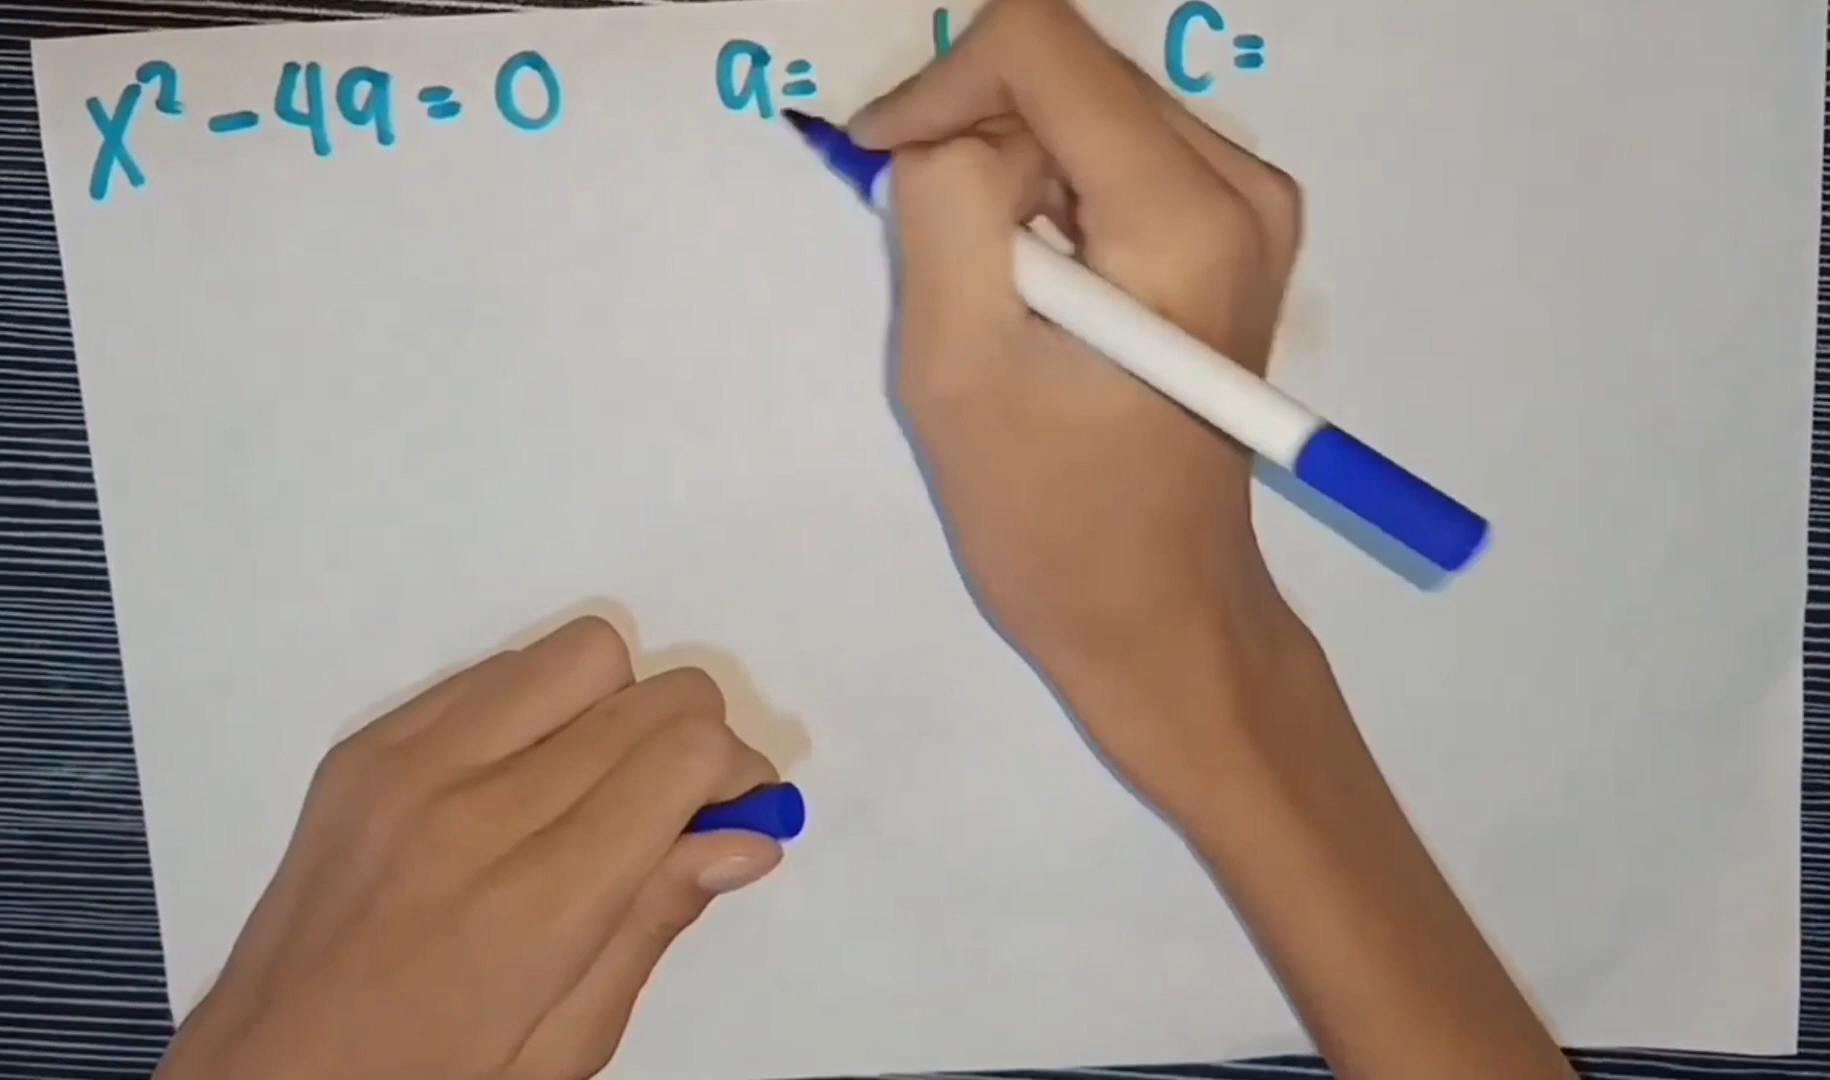 x² - 49 = 0 a= c=